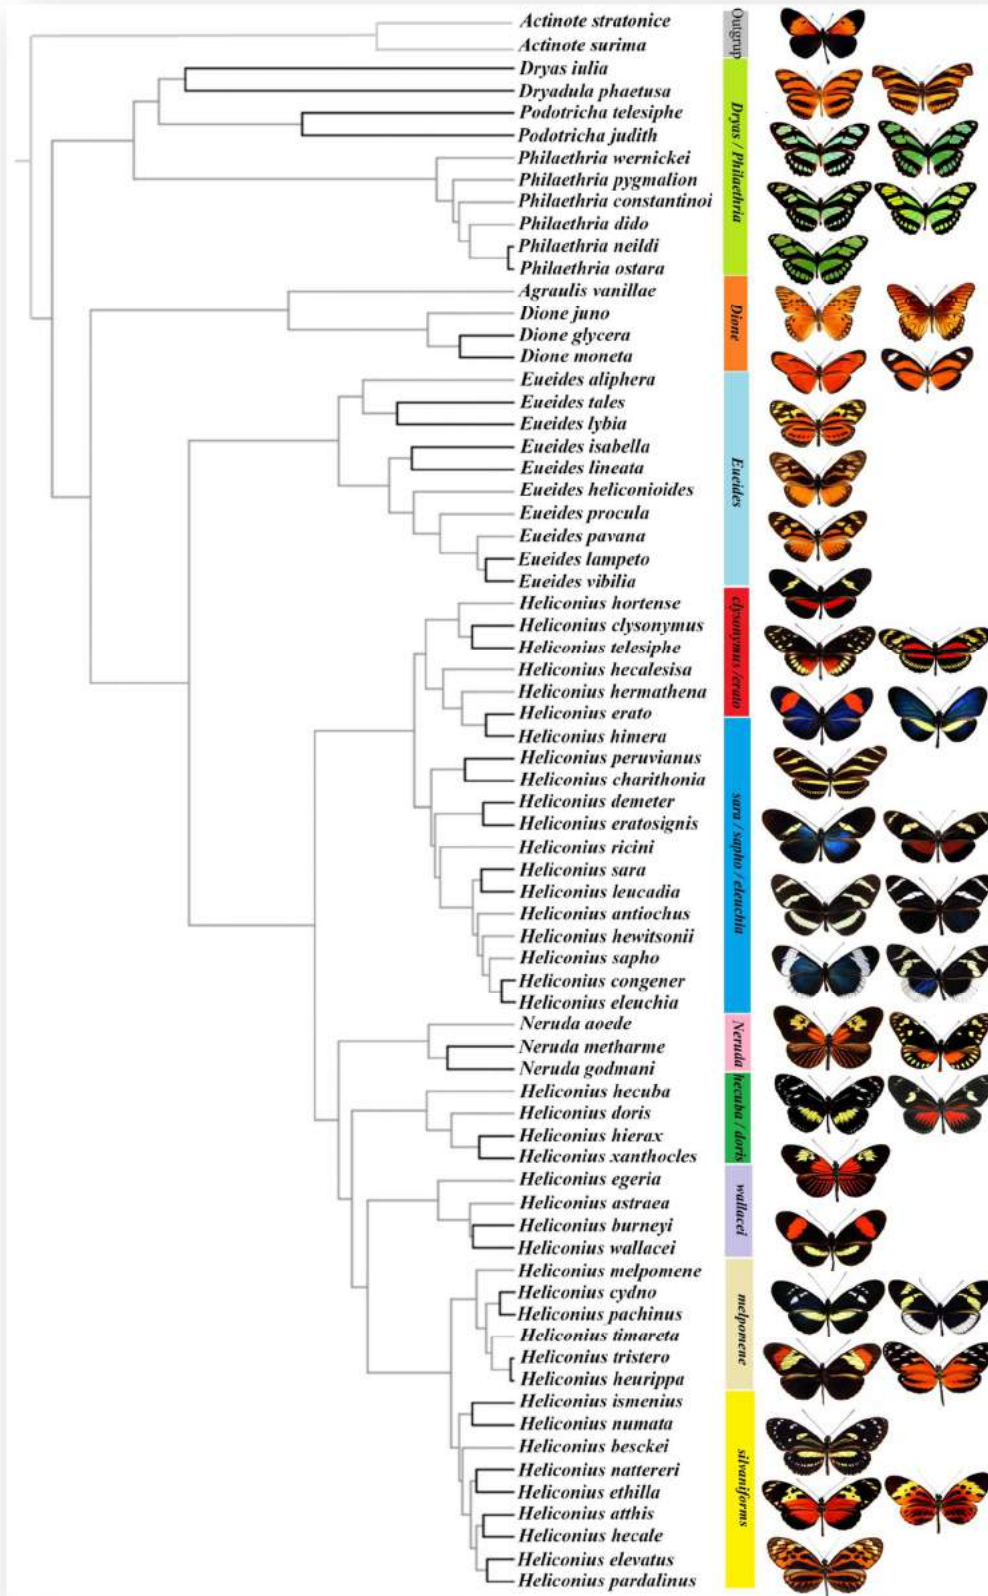 Actinote stratonice
Actinote surima
Dryas iulia
Dryadula phaetusa
Podotricha telesiphe
Podotricha judith
Philaethria wernickei
Philaethria pygmalion
Philaethria constantinoi
Philaethria dido
Philaethria neildi
Philaethria ostara
Agraulis vanillae
Dione juno
Dione glycera
Dione moneta
Eueides aliphera
Eueides tales
Eueides lybia
Eueides isabella
Eueides lineata
Eueides heliconioides
Eueides procula
Eueides pavana
Eueides lampeto
Eueides vibilia
Heliconius hortense
Heliconius clysonymus
Heliconius telesiphe
Heliconius hecalesisa
Heliconius hermathena
Heliconius erato
Heliconius himera
Heliconius peruvianus
Heliconius charithonia
Heliconius demeter
Heliconius eratosignis
Heliconius ricini
Heliconius sara
Heliconius leucadia
Heliconius antiochus
Heliconius hewitsonii
Heliconius sapho
Heliconius congener
Heliconius eleuchia
Neruda aoede
Neruda metharme
Neruda godmani
Heliconius hecuba
Heliconius doris
Heliconius hierax
Heliconius xanthocles
Heliconius egeria
Heliconius astraea
Heliconius burneyi
Heliconius wallacei
Heliconius melpomene
Heliconius cydno
Heliconius pachinus
Heliconius timareta
Heliconius tristero
Heliconius heurippa
Heliconius ismenius
Heliconius numata
Heliconius besckei
Heliconius nattereri
Heliconius ethilla
Heliconius atthis
Heliconius hecale
Heliconius elevatus
Heliconius pardalinus
Outgrup
Dryas / Philaethria
Dione
Eueides
clysonymus /erato
sara / sapho / eleuchia
Neruda
hecuba / doris
wallacei
melpomene
silvaniforms